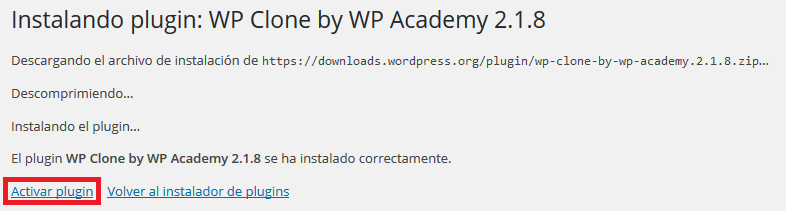 Instalando plugin: WP Clone by WP Academy 2.1.8
Descargando el archivo de instalación de https://downloads.wordpress.org/plugin/wp-clone-by-wp-academy.2.1.8.zip…
Descomprimiendo…
Instalando el plugin…
El plugin WP Clone by WP Academy 2.1.8 se ha instalado correctamente.
Activar plugin Volver al instalador de plugins